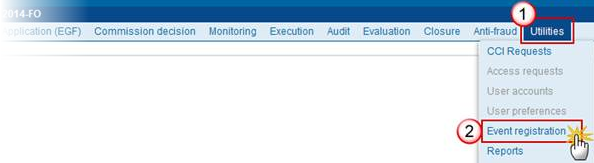 2014-FO
pplication (EGF) Commission decision Monitoring Execution Audit Evaluation Closure Anti-fraud Utilities
1
CCI Requests
Access requests
User accounts
User preferences
2 Event registration
Reports